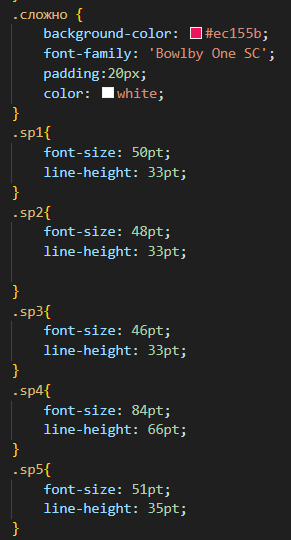 .сложно {
background-color: #ec155b;
font-family: 'Bowlby One SC';
padding:20px;
color: white;
}
.sp1{
font-size: 50pt;
line-height: 33pt;
}
.sp2{
font-size: 48pt;
line-height: 33pt;
}
.sp3{
font-size: 46pt;
line-height: 33pt;
}
.sp4{
font-size: 84pt;
line-height: 66pt;
}
.sp5{
font-size: 51pt;
line-height: 35pt;
}